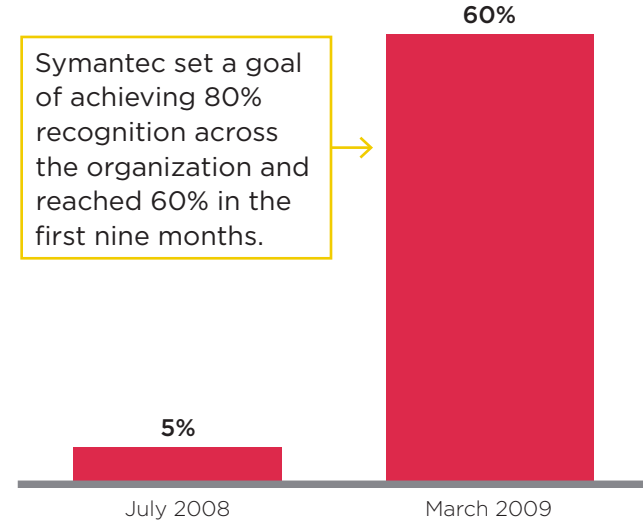 60%
Symantec set a goal
of achieving 80%
recognition across
the organization and
reached 60% in the
first nine months.
5%
July 2008
March 2009